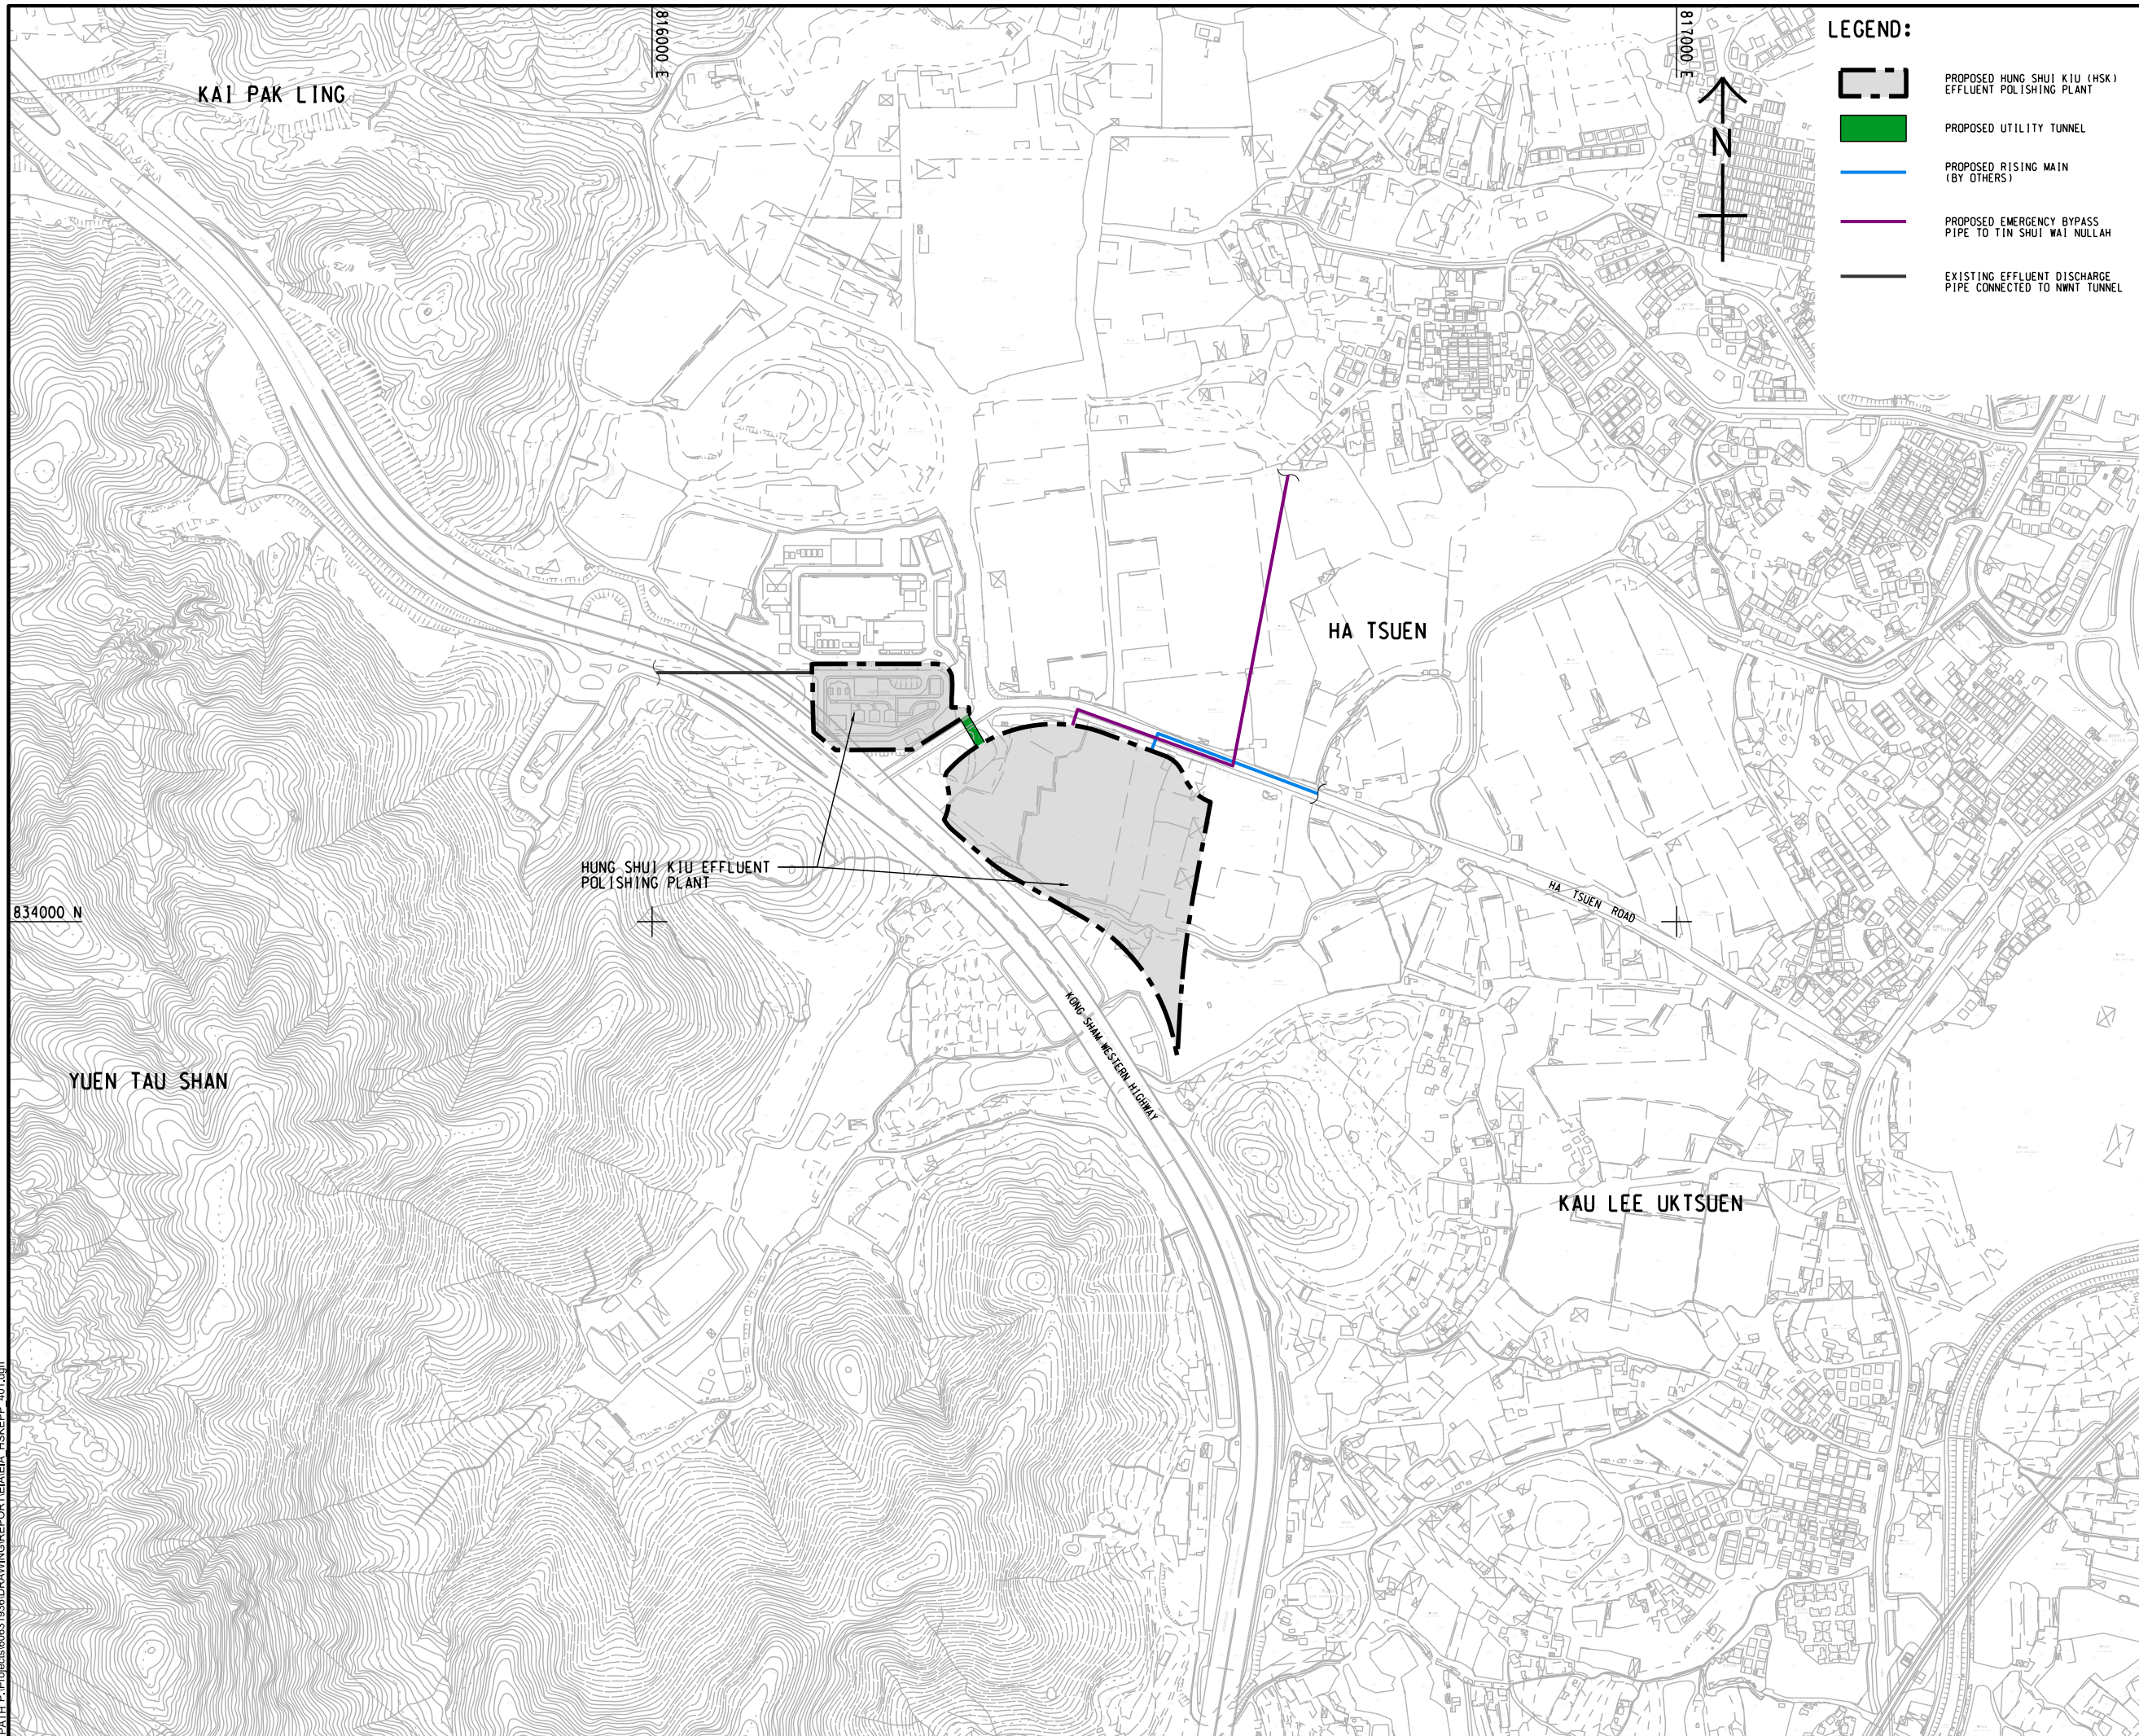 816000 E
817000 E
LEGEND:
PROPOSED HUNG SHUI KIU (HSK)
EFFLUENT POLISHING PLANT
PROPOSED UTILITY TUNNEL
PROPOSED RISING MAIN
(BY OTHERS)
PROPOSED EMERGENCY BYPASS
PIPE TO TIN SHUI WAI NULLAH
EXISTING EFFLUENT DISCHARGE
PIPE CONNECTED TO NWNT TUNNEL
N
KAI PAK LING
HA TSUEN
HUNG SHUI KIU EFFLUENT
POLISHING PLANT
834000 N
HA TSUEN ROAD
KONG SHAM WESTERN HIGHWAY
YUEN TAU SHAN
KAU LEE UKTSUEN